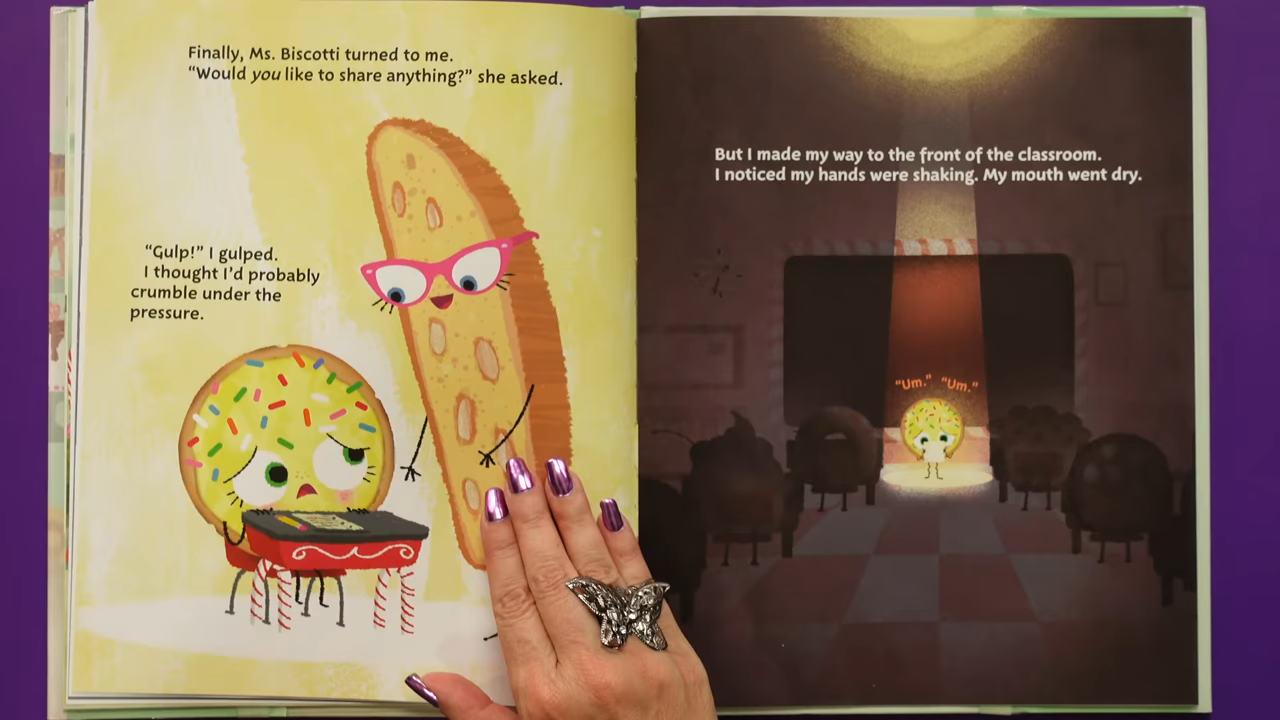 Finally, Ms. Biscotti turned to me.
“Would you like to share anything?” she asked.
“Gulp!” I gulped.
I thought I’d probably
crumble under the
pressure.
But I made my way to the front of the classroom.
I noticed my hands were shaking. My mouth went dry.
“Um.” “Um.”